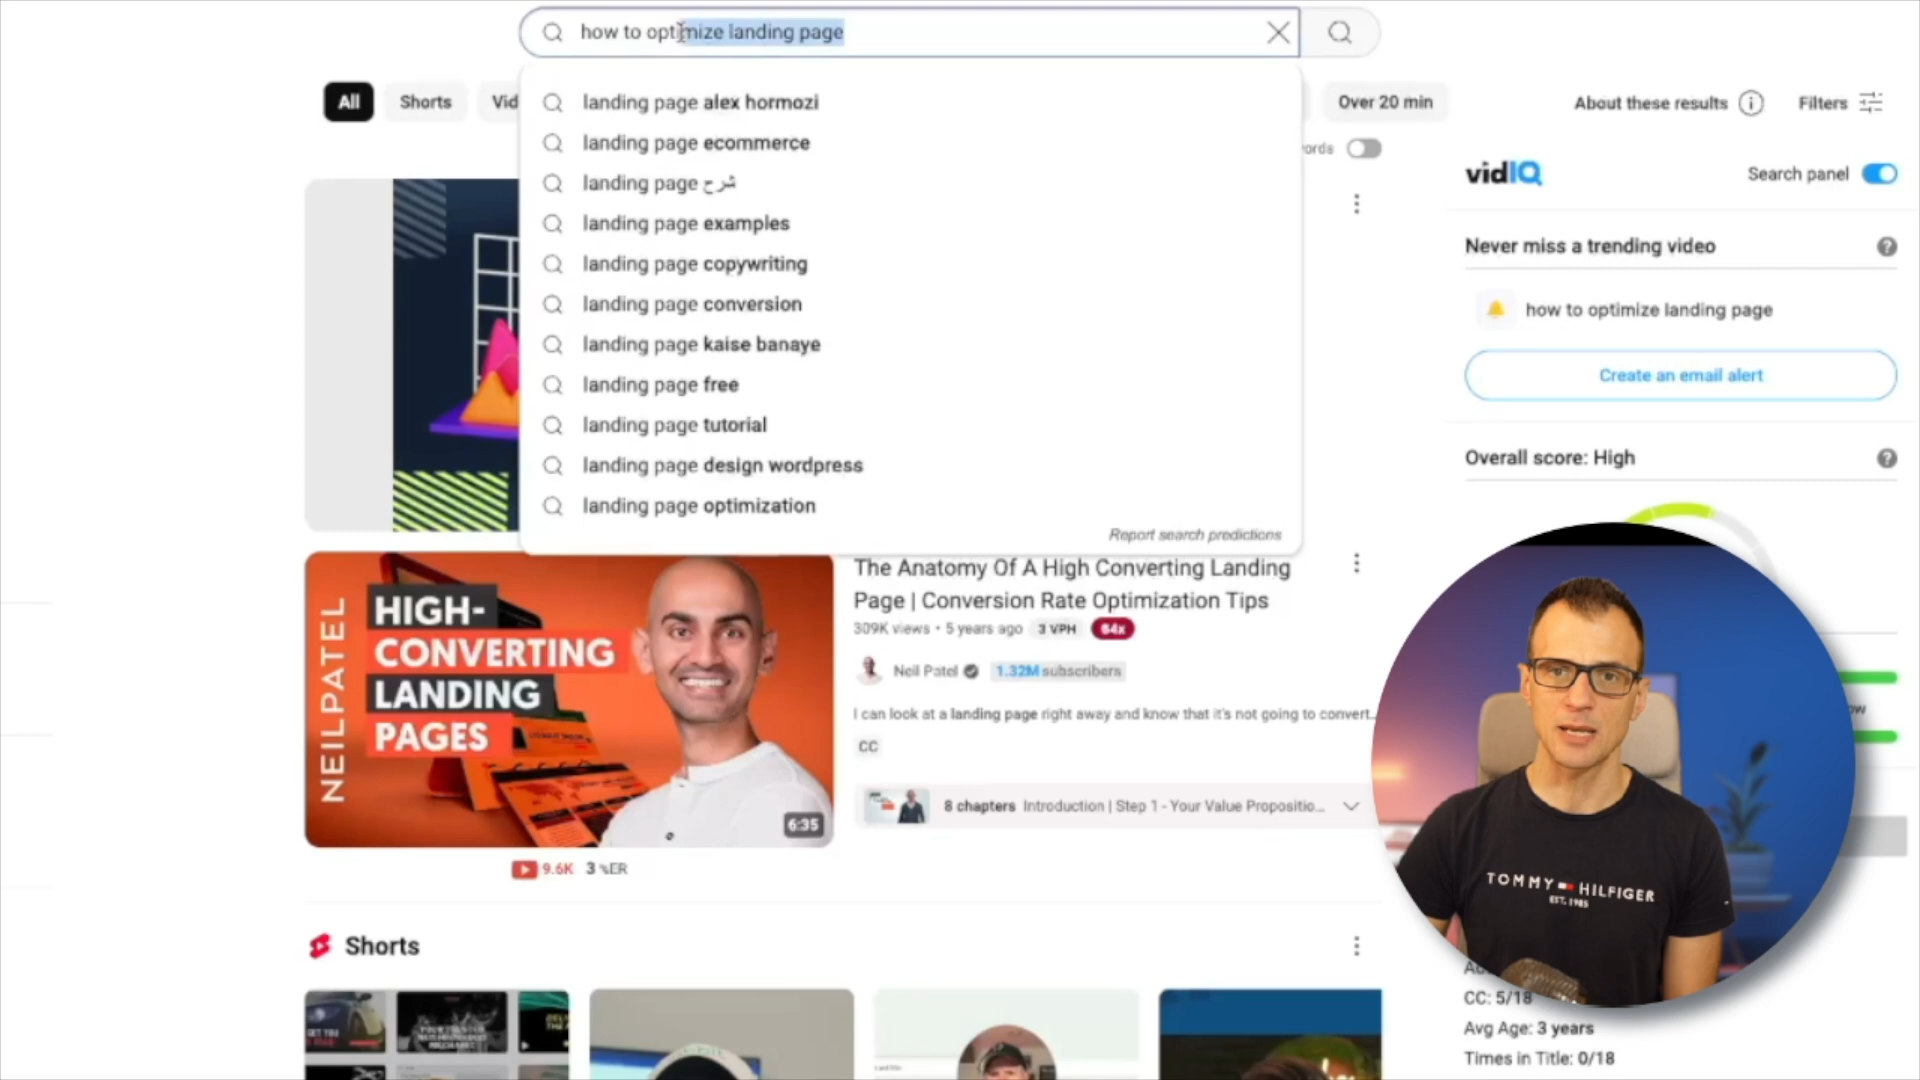 how to optimize landing page
landing page alex hormozi
landing page ecommerce
landing page شرح
landing page examples
landing page copywriting
landing page conversion
landing page kaise banaye
landing page free
landing page tutorial
landing page design wordpress
landing page optimization
Report search predictions
All
Shorts
Vid
Over 20 min
About these results
Filters
ords
vidIQ
Search panel
Never miss a trending video
how to optimize landing page
Create an email alert
Overall score: High
NEILPATEL
HIGH-
CONVERTING
LANDING
PAGES
6:35
9.6K 3 %ER
The Anatomy Of A High Converting Landing
Page | Conversion Rate Optimization Tips
309K views • 5 years ago 3 VPH 64x
Neil Patel 1.32M subscribers
I can look at a landing page right away and know that it's not going to convert...
CC
8 chapters Introduction | Step 1 - Your Value Propositio...
Shorts
TOMMY HILFIGER
EST. 1985
ow
CC: 5/18
Avg Age: 3 years
Times in Title: 0/18